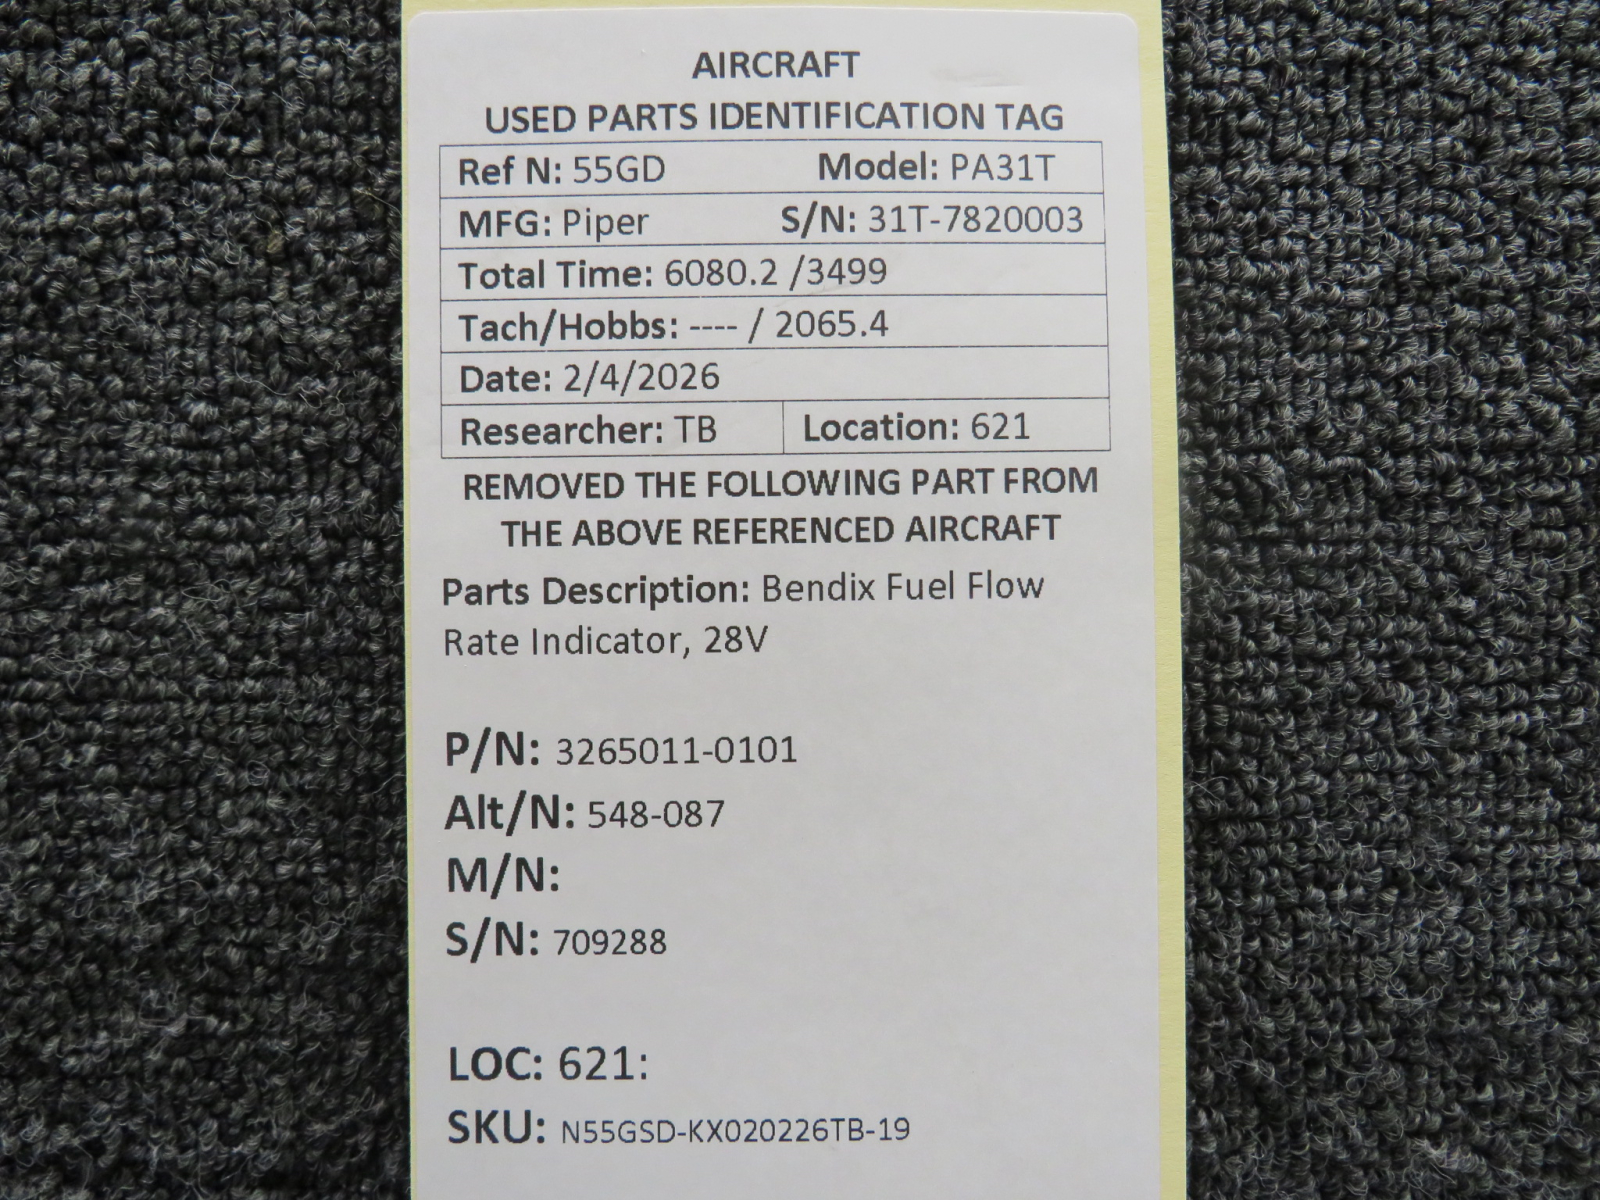 AIRCRAFT
USED PARTS IDENTIFICATION TAG
Ref N: 55GD Model: PA31T
MFG: Piper S/N: 31T-7820003
Total Time: 6080.2 /3499
Tach/Hobbs: ---- / 2065.4
Date: 2/4/2026
Researcher: TB Location: 621
REMOVED THE FOLLOWING PART FROM
THE ABOVE REFERENCED AIRCRAFT
Parts Description: Bendix Fuel Flow
Rate Indicator, 28V
P/N: 3265011-0101
Alt/N: 548-087
M/N:
S/N: 709288
LOC: 621:
SKU: N55GSD-KX020226TB-19